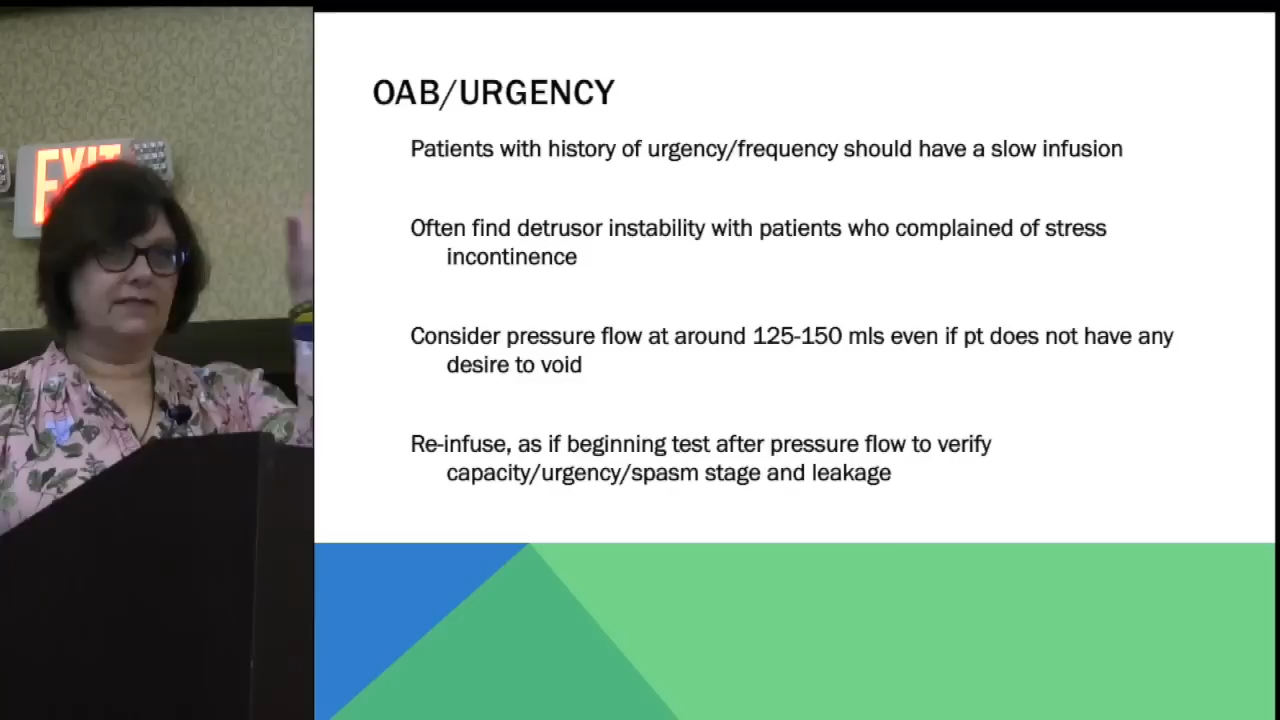 EXIT
OAB/URGENCY
Patients with history of urgency/frequency should have a slow infusion
Often find detrusor instability with patients who complained of stress
incontinence
Consider pressure flow at around 125-150 mls even if pt does not have any
desire to void
Re-infuse, as if beginning test after pressure flow to verify
capacity/urgency/spasm stage and leakage